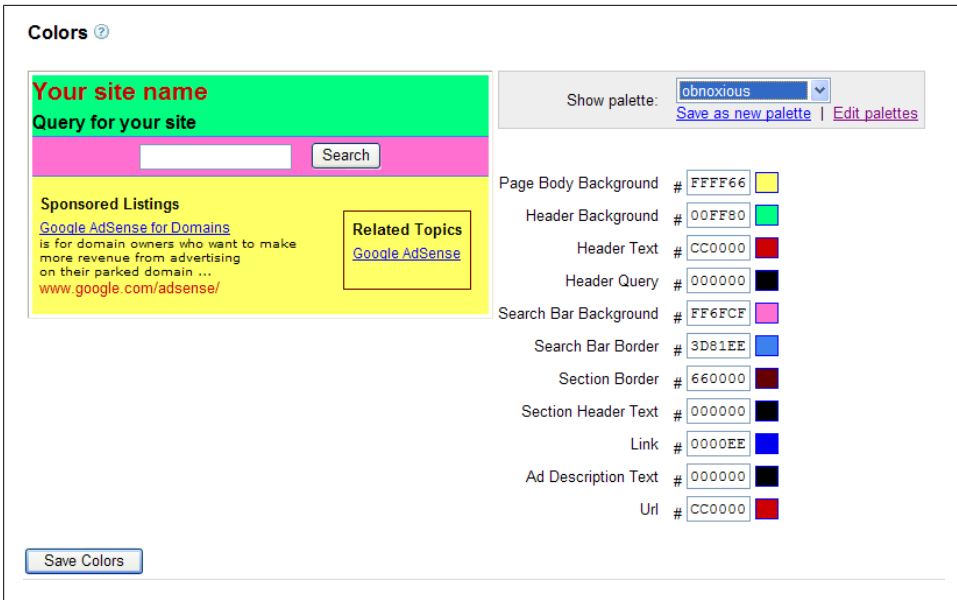 Colors ?
Your site name
Query for your site
Search
Sponsored Listings
Google AdSense for Domains
is for domain owners who want to make
more revenue from advertising
on their parked domain ...
www.google.com/adsense/
Related Topics
Google AdSense
Show palette: obnoxious
Save as new palette | Edit palettes
Page Body Background # FFFF66
Header Background # 00FF80
Header Text # CC0000
Header Query # 000000
Search Bar Background # FF6FCF
Search Bar Border # 3D81EE
Section Border # 660000
Section Header Text # 000000
Link # 0000EE
Ad Description Text # 000000
Url # CC0000
Save Colors